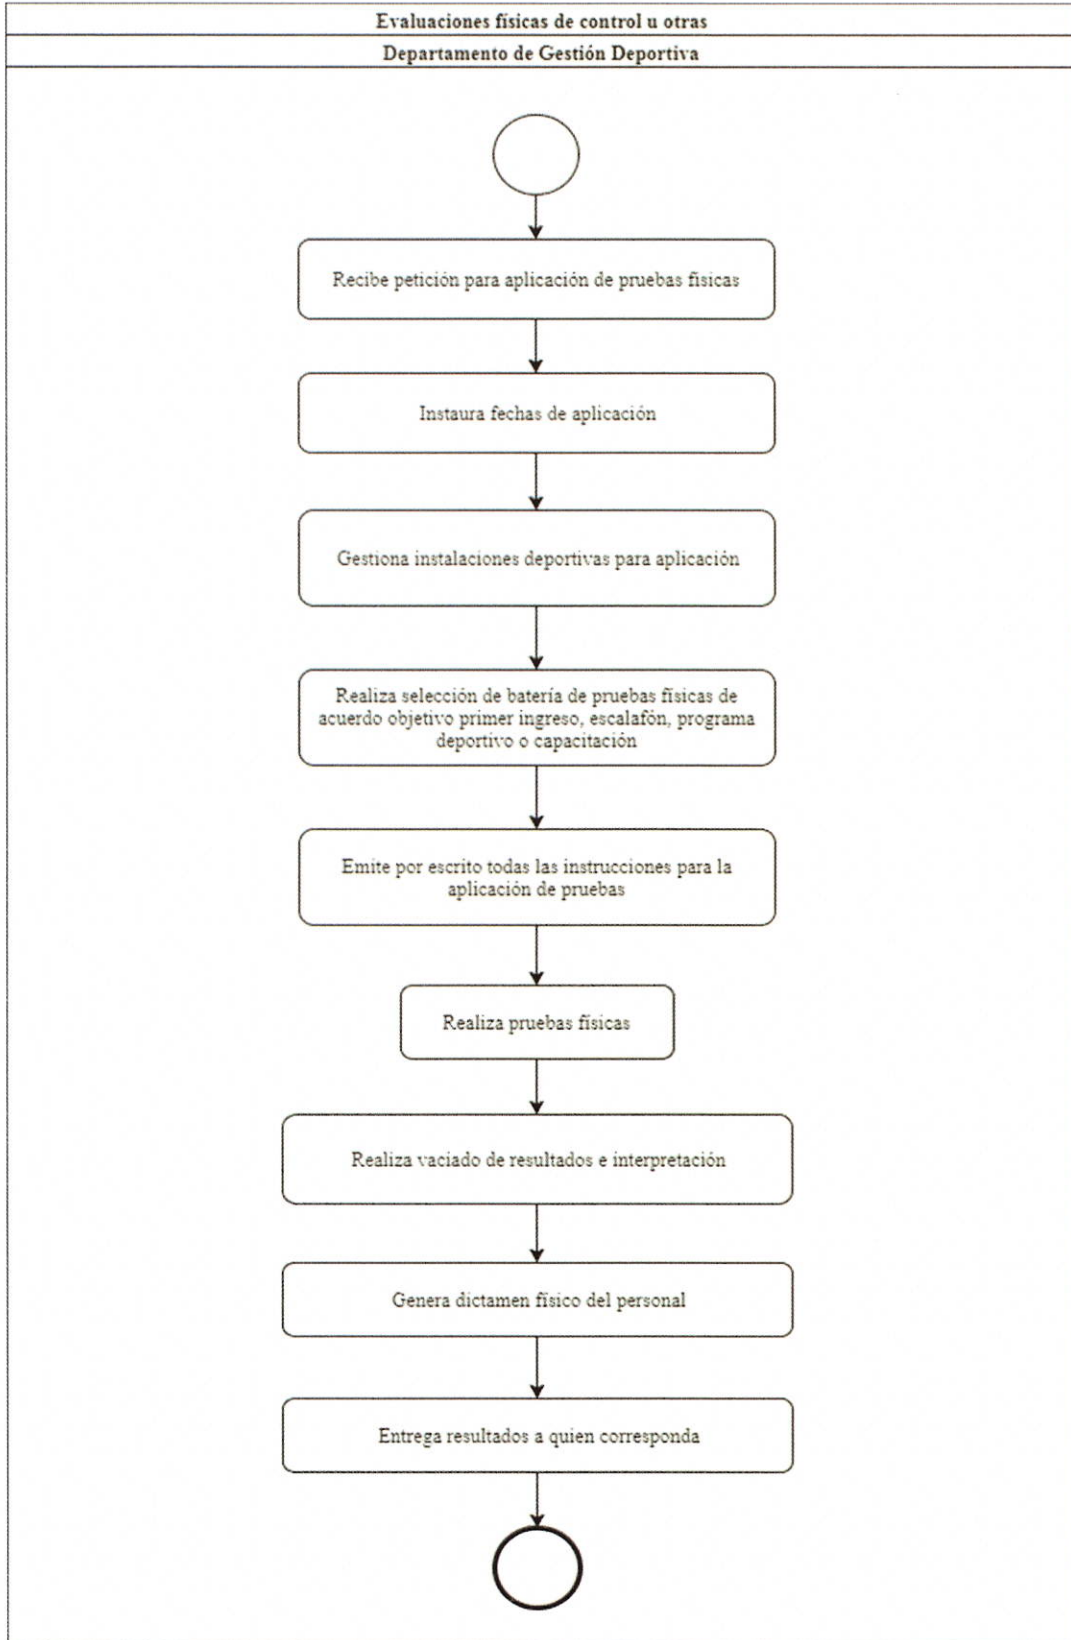 Evaluaciones físicas de control u otras
Departamento de Gestión Deportiva
Recibe petición para aplicación de pruebas físicas
Instaura fechas de aplicación
Gestiona instalaciones deportivas para aplicación
Realiza selección de batería de pruebas físicas de
acuerdo objetivo primer ingreso, escalafón, programa
deportivo o capacitación
Emite por escrito todas las instrucciones para la
aplicación de pruebas
Realiza pruebas físicas
Realiza vaciado de resultados e interpretación
Genera dictamen físico del personal
Entrega resultados a quien corresponda